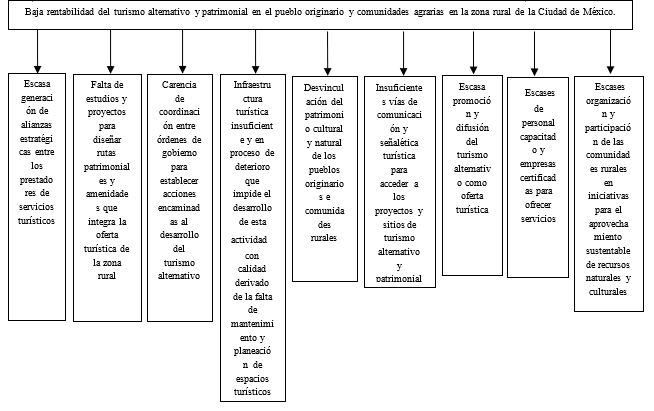 Baja rentabilidad del turismo alternativo y patrimonial en el pueblo originario y comunidades agrarias en la zona rural de la Ciudad de México.
Escasa
generaci
ón de
alianzas
estratégi
cas entre
los
prestado
res de
servicios
turísticos
Falta de
estudios y
proyectos
para
diseñar
rutas
patrimonial
es y
amenidade
s que
integra la
oferta
turística de
la zona
rural
Carencia
de
coordinaci
ón entre
órdenes de
gobierno
para
establecer
acciones
encaminad
as al
desarrollo
del
turismo
alternativo
Infraestru
ctura
turística
insuficient
e y en
proceso de
deterioro
que
impide el
desarrollo
de esta
actividad
con
calidad
derivado
de la falta
de
mantenimi
ento y
planeació
n de
espacios
turísticos
Desvincul
ación del
patrimoni
o cultural
y natural
de los
pueblos
originario
s e
comunida
des
rurales
Insuficiente
s vías de
comunicaci
ón y
señalética
turística
para
acceder a
los
proyectos y
sitios de
turismo
alternativo
y
patrimonial
Escasa
promoció
n y
difusión
del
turismo
alternativ
o como
oferta
turística
Escases
de
personal
capacitad
o y
empresas
certificad
as para
ofrecer
servicios
Escases
organizació
n y
participació
n de las
comunidad
es rurales
en
iniciativas
para el
aprovecha
miento
sustentable
de recursos
naturales y
culturales